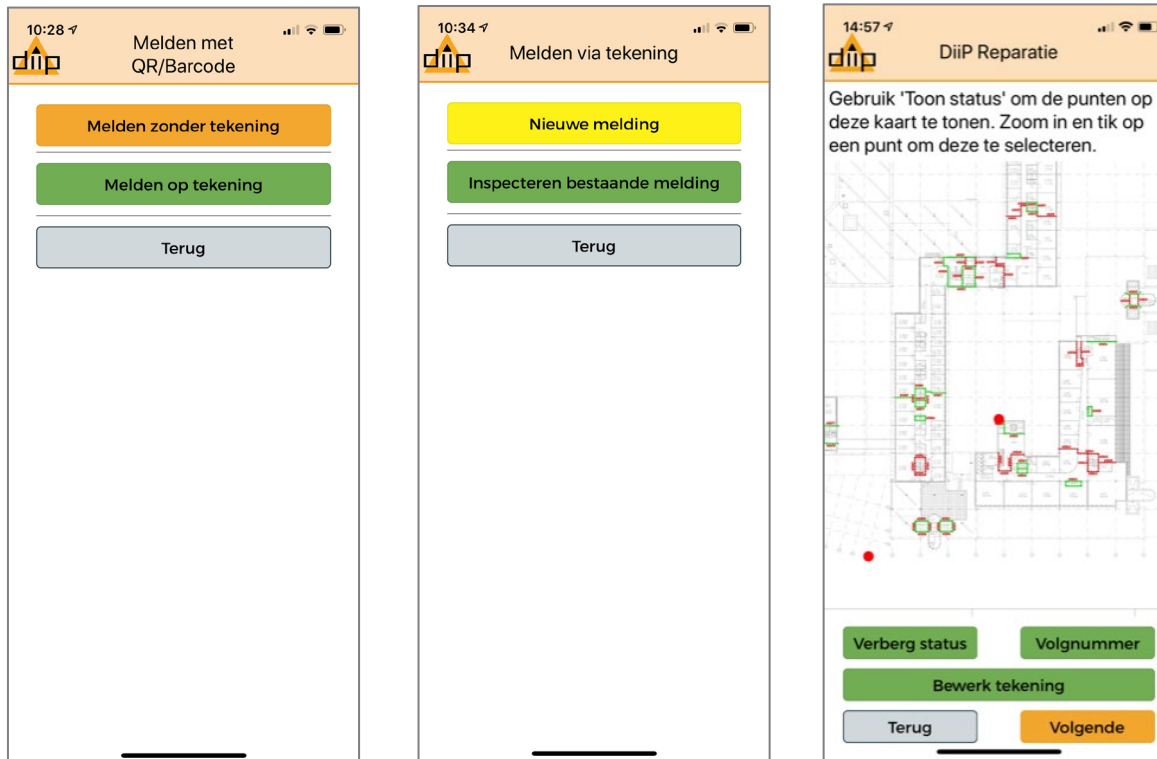 10:28
diip
Melden met
QR/Barcode
Melden zonder tekening
Melden op tekening
Terug
10:34
diip
Melden via tekening
Nieuwe melding
Inspecteren bestaande melding
Terug
14:57
diip
DiiP Reparatie
Gebruik 'Toon status' om de punten op
deze kaart te tonen. Zoom in en tik op
een punt om deze te selecteren.
Verberg status
Volgnummer
Bewerk tekening
Terug
Volgende